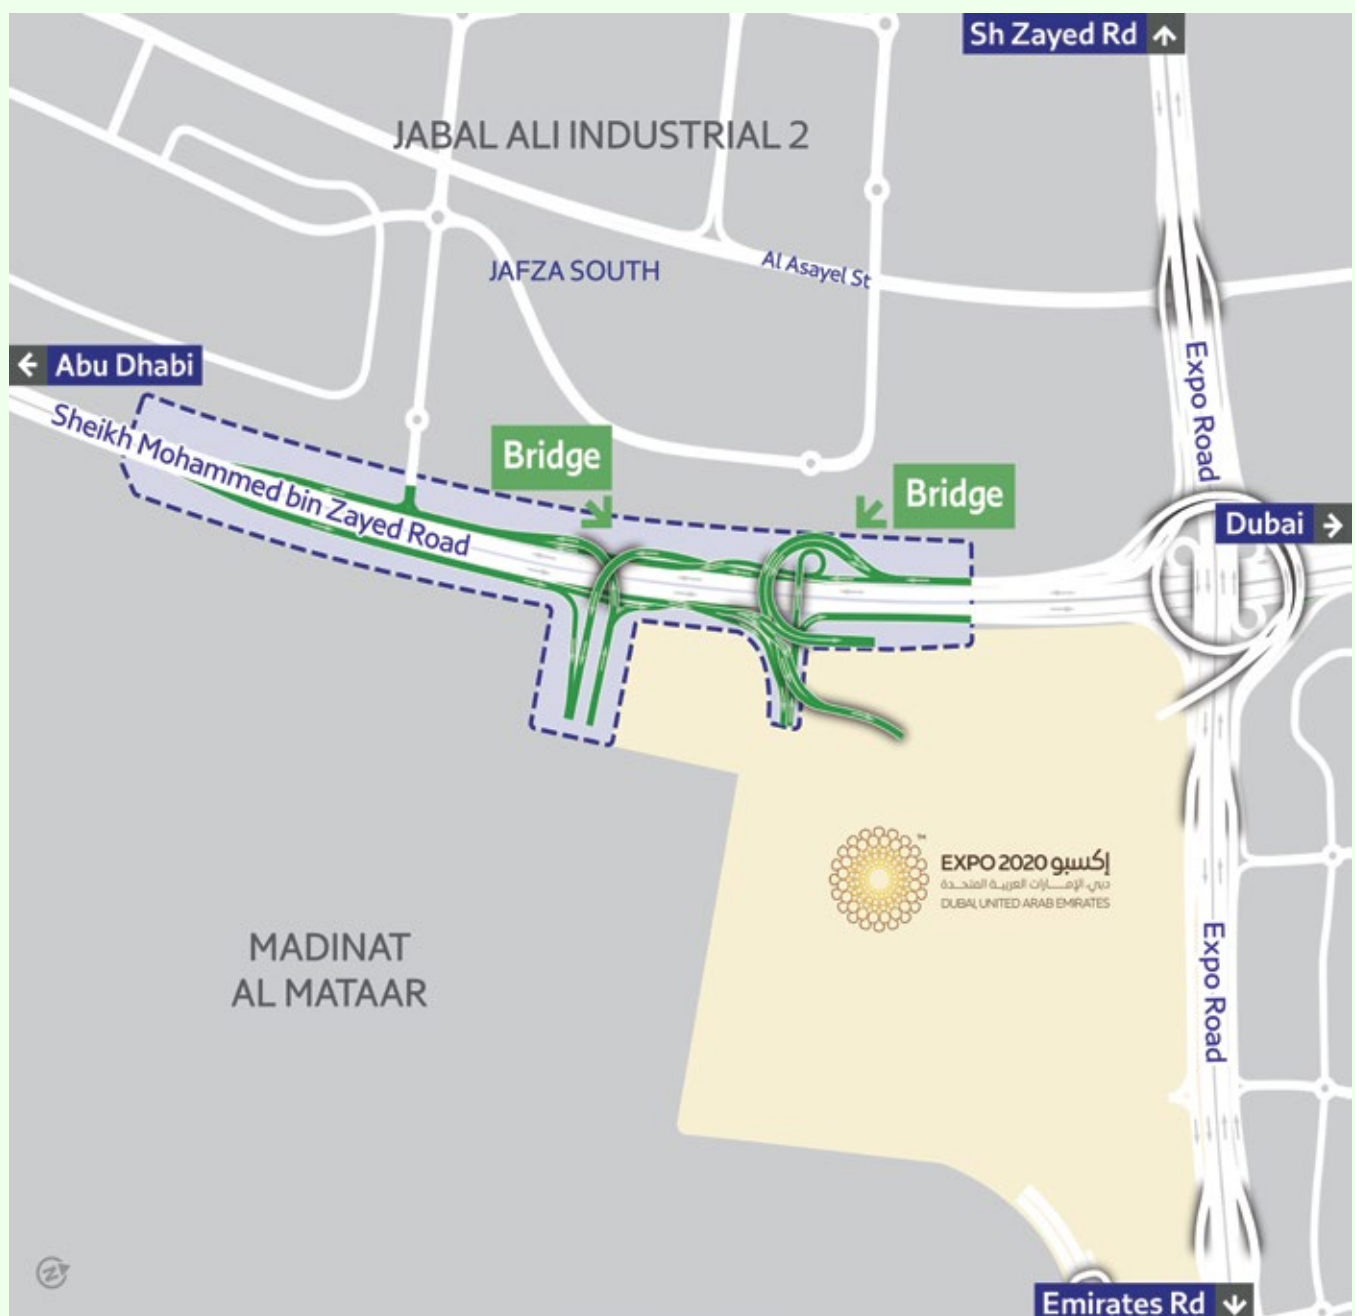 Sh Zayed Rd
JABAL ALI INDUSTRIAL 2
JAFZA SOUTH
Al Asayel St
Abu Dhabi
Expo Road
Sheikh Mohammed bin Zayed Road
Bridge
Bridge
Dubai
EXPO 2020 إكسبو
دبي، الإمـارات العربية المتحـدة
DUBAI, UNITED ARAB EMIRATES
MADINAT
AL MATAAR
Expo Road
N
Emirates Rd